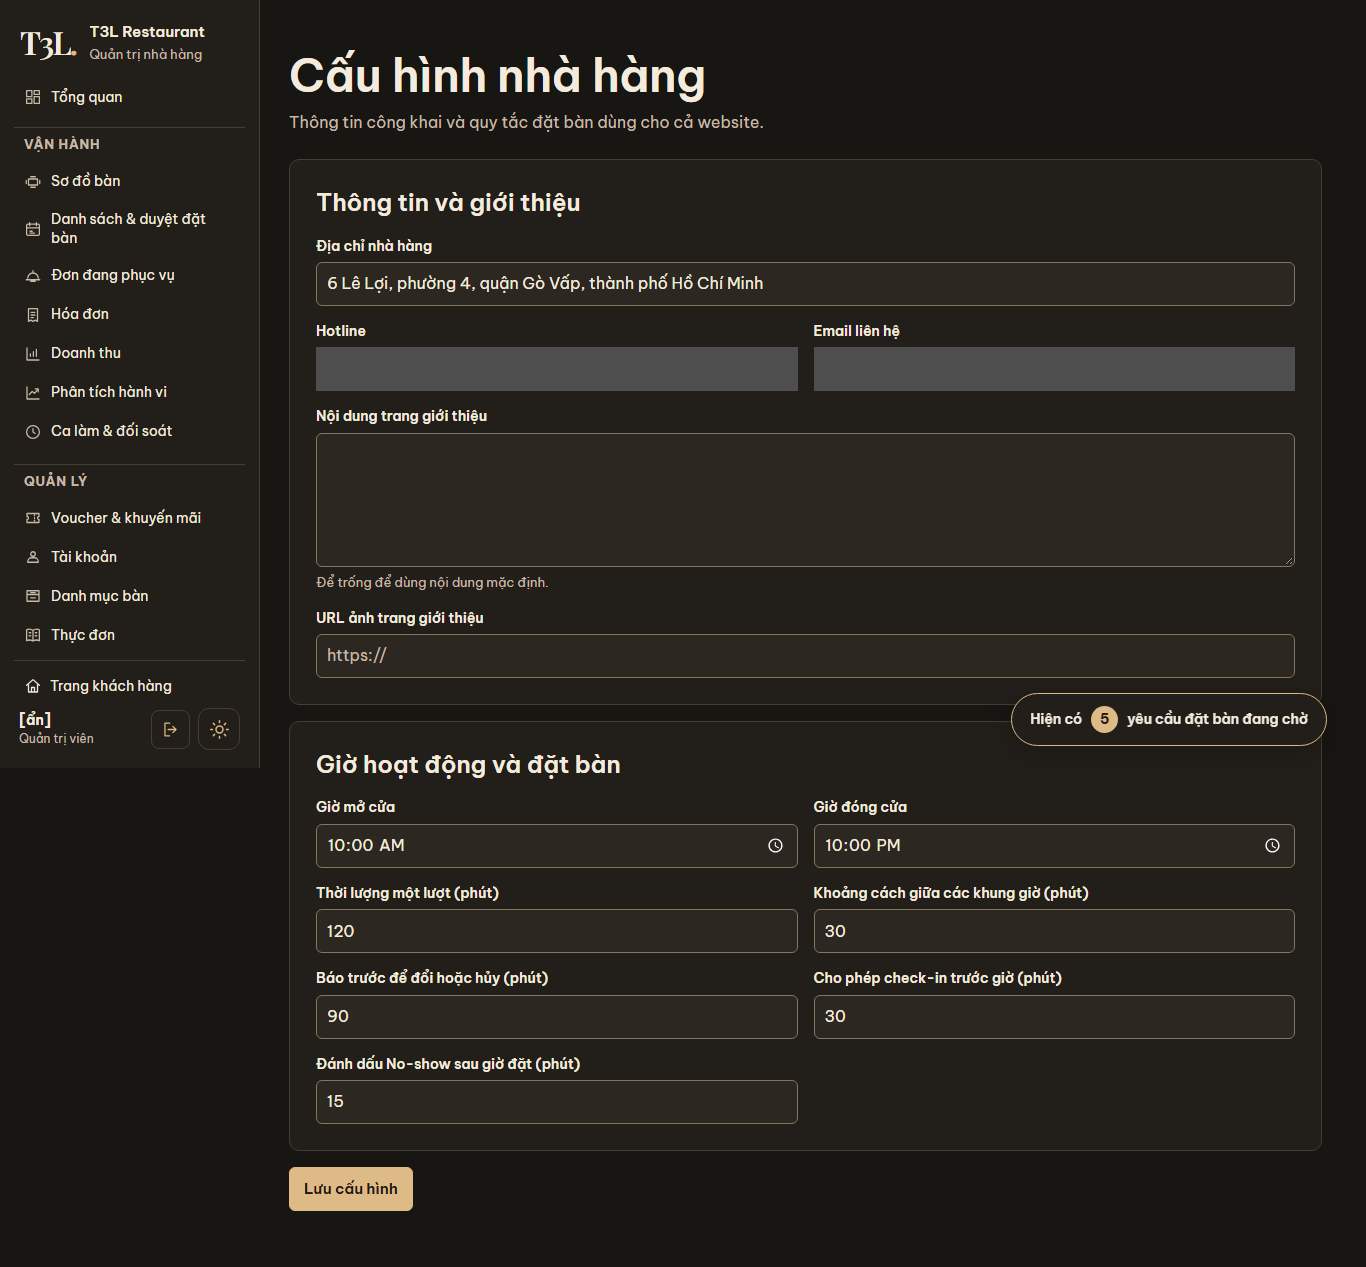 T3L.
T3L Restaurant
Quản trị nhà hàng
Tổng quan
VẬN HÀNH
Sơ đồ bàn
Danh sách & duyệt đặt
bàn
Đơn đang phục vụ
Hóa đơn
Doanh thu
Phân tích hành vi
Ca làm & đối soát
QUẢN LÝ
Voucher & khuyến mãi
Tài khoản
Danh mục bàn
Thực đơn
Trang khách hàng
[ẩn]
Quản trị viên
Cấu hình nhà hàng
Thông tin công khai và quy tắc đặt bàn dùng cho cả website.
Thông tin và giới thiệu
Địa chỉ nhà hàng
6 Lê Lợi, phường 4, quận Gò Vấp, thành phố Hồ Chí Minh
Hotline
Email liên hệ
Nội dung trang giới thiệu
Để trống để dùng nội dung mặc định.
URL ảnh trang giới thiệu
https://
Hiện có 5 yêu cầu đặt bàn đang chờ
Giờ hoạt động và đặt bàn
Giờ mở cửa
Giờ đóng cửa
10:00 AM
10:00 PM
Thời lượng một lượt (phút)
Khoảng cách giữa các khung giờ (phút)
120
30
Báo trước để đổi hoặc hủy (phút)
Cho phép check-in trước giờ (phút)
90
30
Đánh dấu No-show sau giờ đặt (phút)
15
Lưu cấu hình